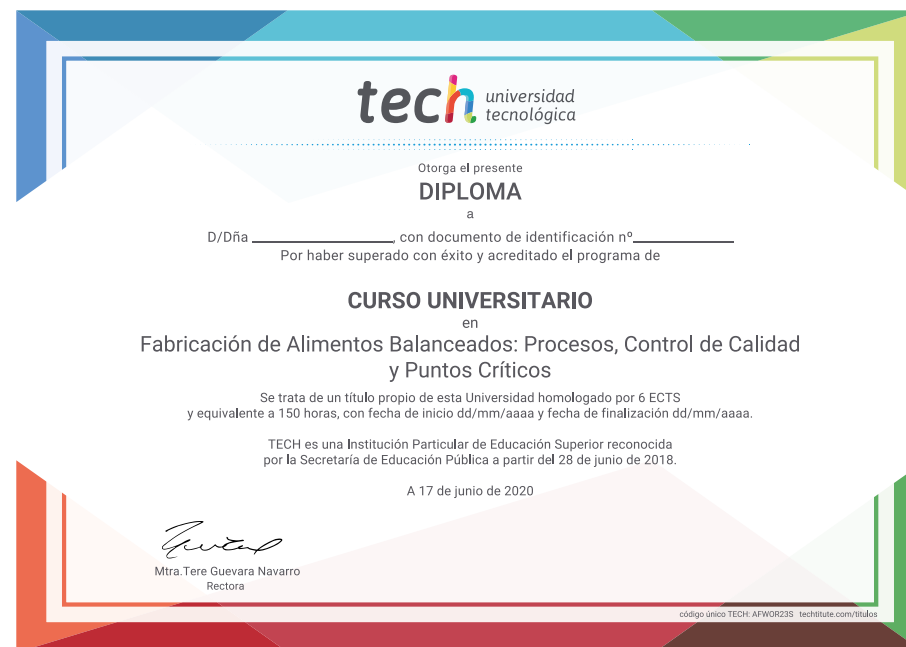 tech universidad
tecnológica
Otorga el presente
DIPLOMA
a
D/Dña ____________________, con documento de identificación nº______________
Por haber superado con éxito y acreditado el programa de
CURSO UNIVERSITARIO
en
Fabricación de Alimentos Balanceados: Procesos, Control de Calidad
y Puntos Críticos
Se trata de un título propio de esta Universidad homologado por 6 ECTS
y equivalente a 150 horas, con fecha de inicio dd/mm/aaaa y fecha de finalización dd/mm/aaaa.
TECH es una Institución Particular de Educación Superior reconocida
por la Secretaría de Educación Pública a partir del 28 de junio de 2018.
A 17 de junio de 2020
Mtra.Tere Guevara Navarro
Rectora
código único TECH: AFWOR23S techtitute.com/titulos